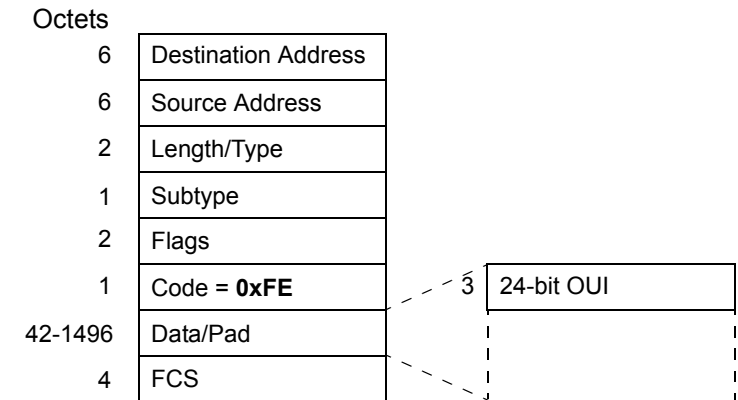 Octets
6 Destination Address
6 Source Address
2 Length/Type
1 Subtype
2 Flags
1 Code = 0xFE 3 24-bit OUI
42-1496 Data/Pad
4 FCS